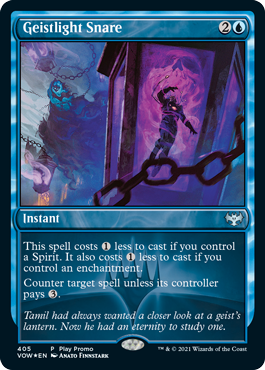 Geistlight Snare 2
Instant
This spell costs 1 less to cast if you control
a Spirit. It also costs 1 less to cast if you
control an enchantment.
Counter target spell unless its controller
pays 3.
Tamil had always wanted a closer look at a geist's
lantern. Now he had an eternity to study one.
405 P Play Promo
VOW★EN Anato Finnstark
™ & © 2021 Wizards of the Coast